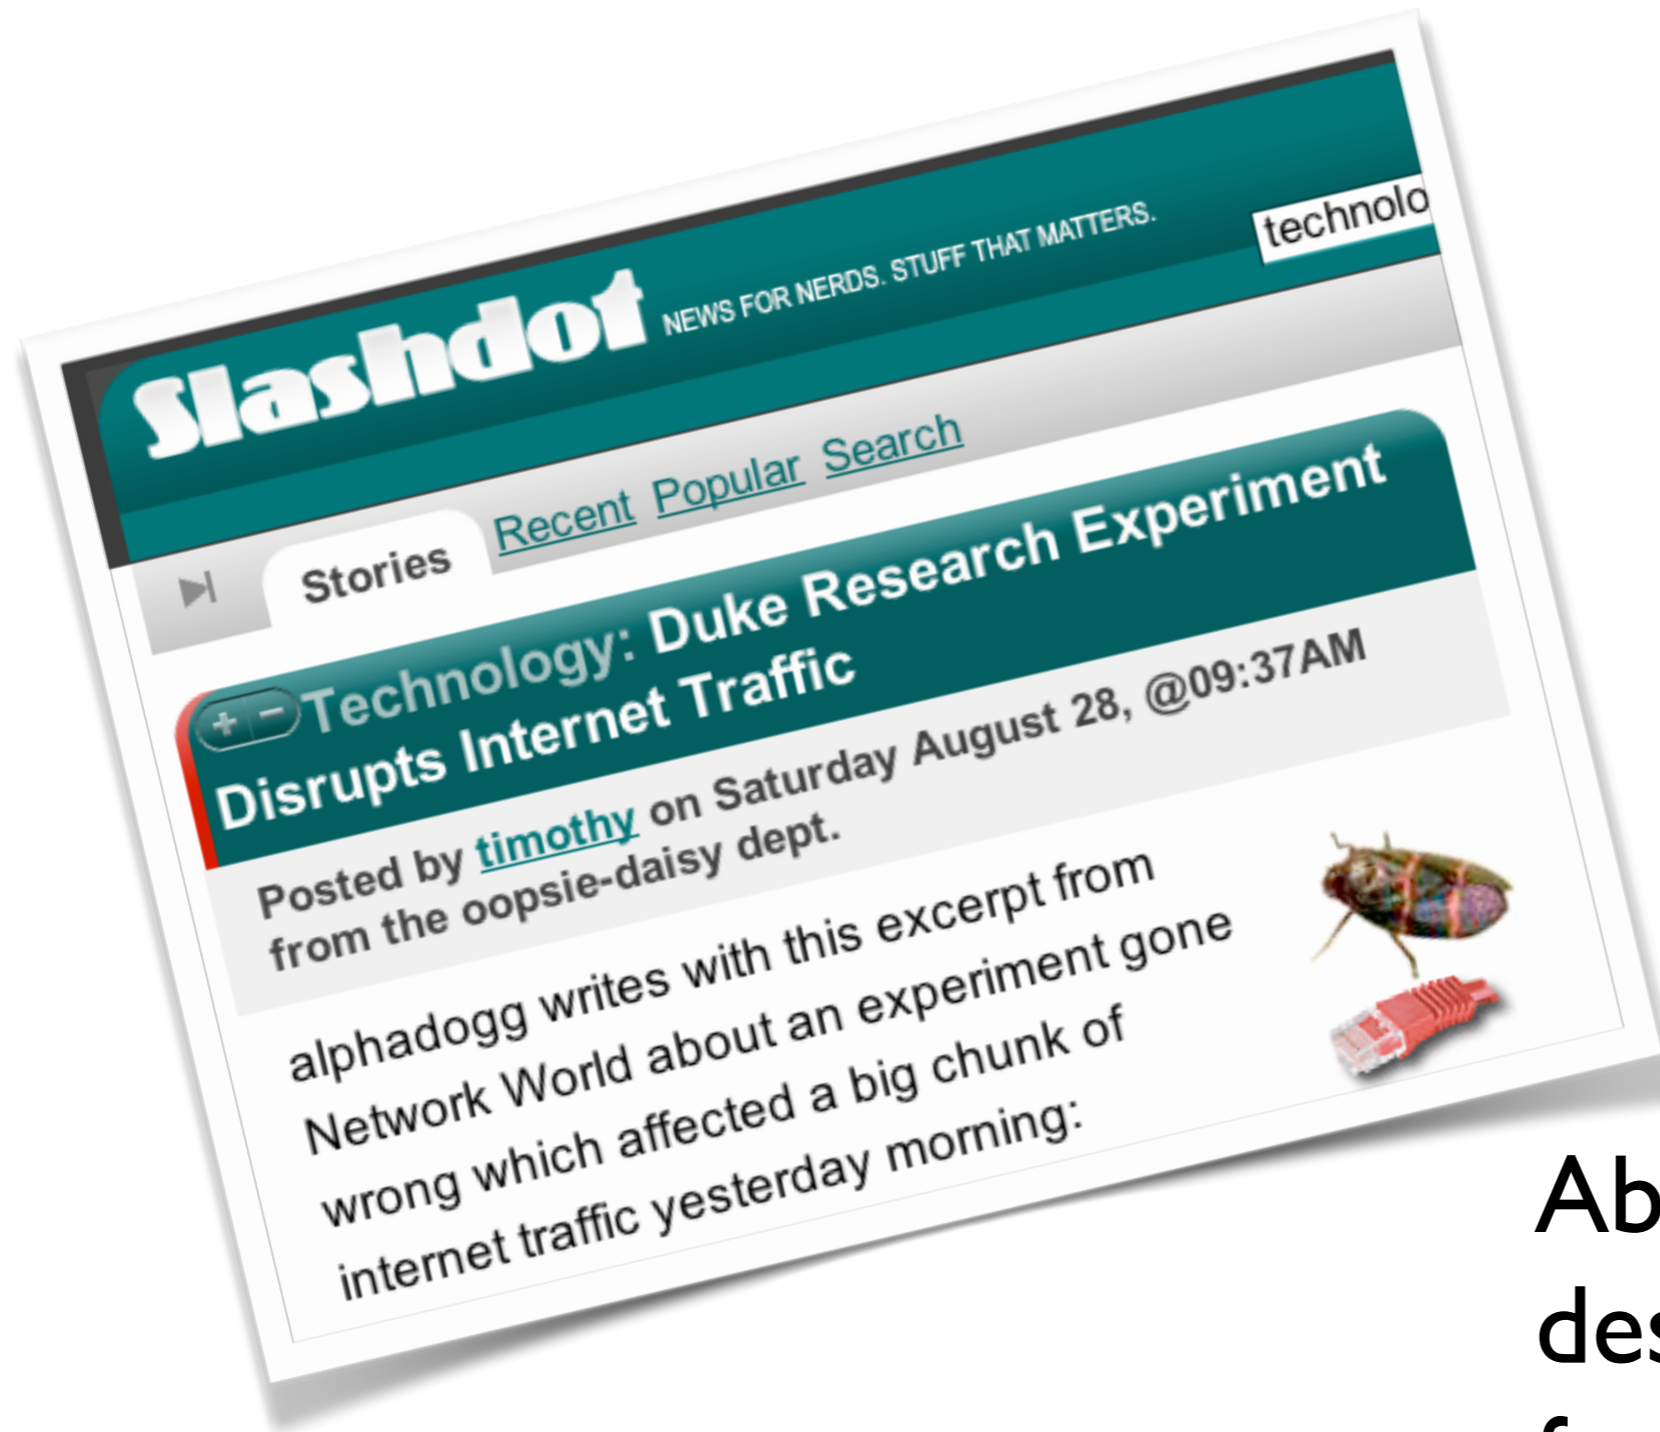 Slashdot NEWS FOR NERDS. STUFF THAT MATTERS.
technolo
Stories Recent Popular Search
Technology: Duke Research Experiment
Disrupts Internet Traffic
Posted by timothy on Saturday August 28, @09:37AM
from the oopsie-daisy dept.
alphadogg writes with this excerpt from
Network World about an experiment gone
wrong which affected a big chunk of
internet traffic yesterday morning:
Ab
des